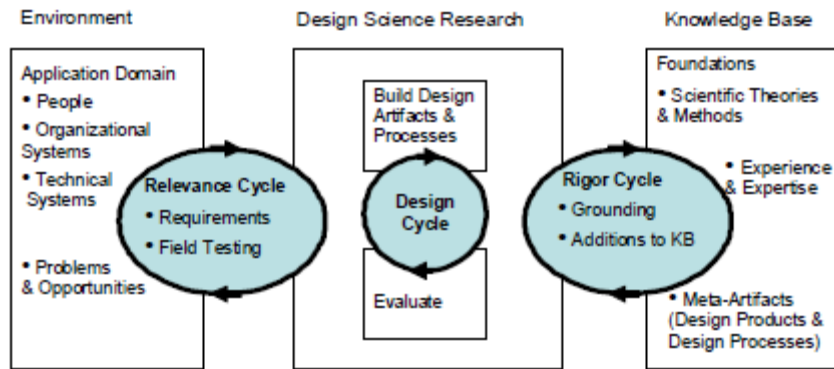 Environment
Design Science Research
Knowledge Base
Application Domain
• People
• Organizational
Systems
• Technical
Systems
• Problems
& Opportunities
Relevance Cycle
• Requirements
• Field Testing
Build Design
Artifacts &
Processes
Design
Cycle
Evaluate
Rigor Cycle
• Grounding
• Additions to KB
Foundations
• Scientific Theories
& Methods
• Experience
& Expertise
• Meta-Artifacts
(Design Products &
Design Processes)